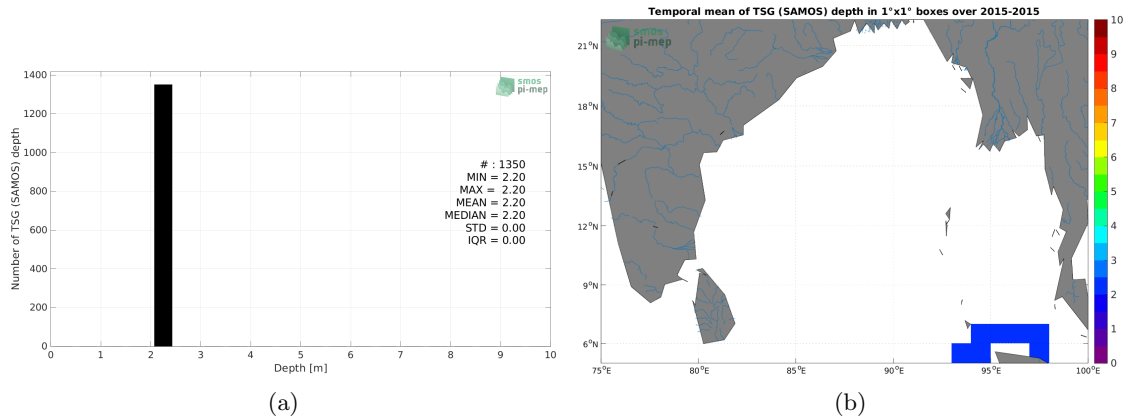 1400
1200
1000
800
600
400
200
0
Number of TSG (SAMOS) depth
smos
pi-mep
# : 1350
MIN = 2.20
MAX = 2.20
MEAN = 2.20
MEDIAN = 2.20
STD = 0.00
IQR = 0.00
0 1 2 3 4 5 6 7 8 9 10
Depth [m]
(a)
Temporal mean of TSG (SAMOS) depth in 1°x1° boxes over 2015-2015
smos
pi-mep
21°N
18°N
15°N
12°N
9°N
6°N
75°E 80°E 85°E 90°E 95°E 100°E
10
9
8
7
6
5
4
3
2
1
0
(b)